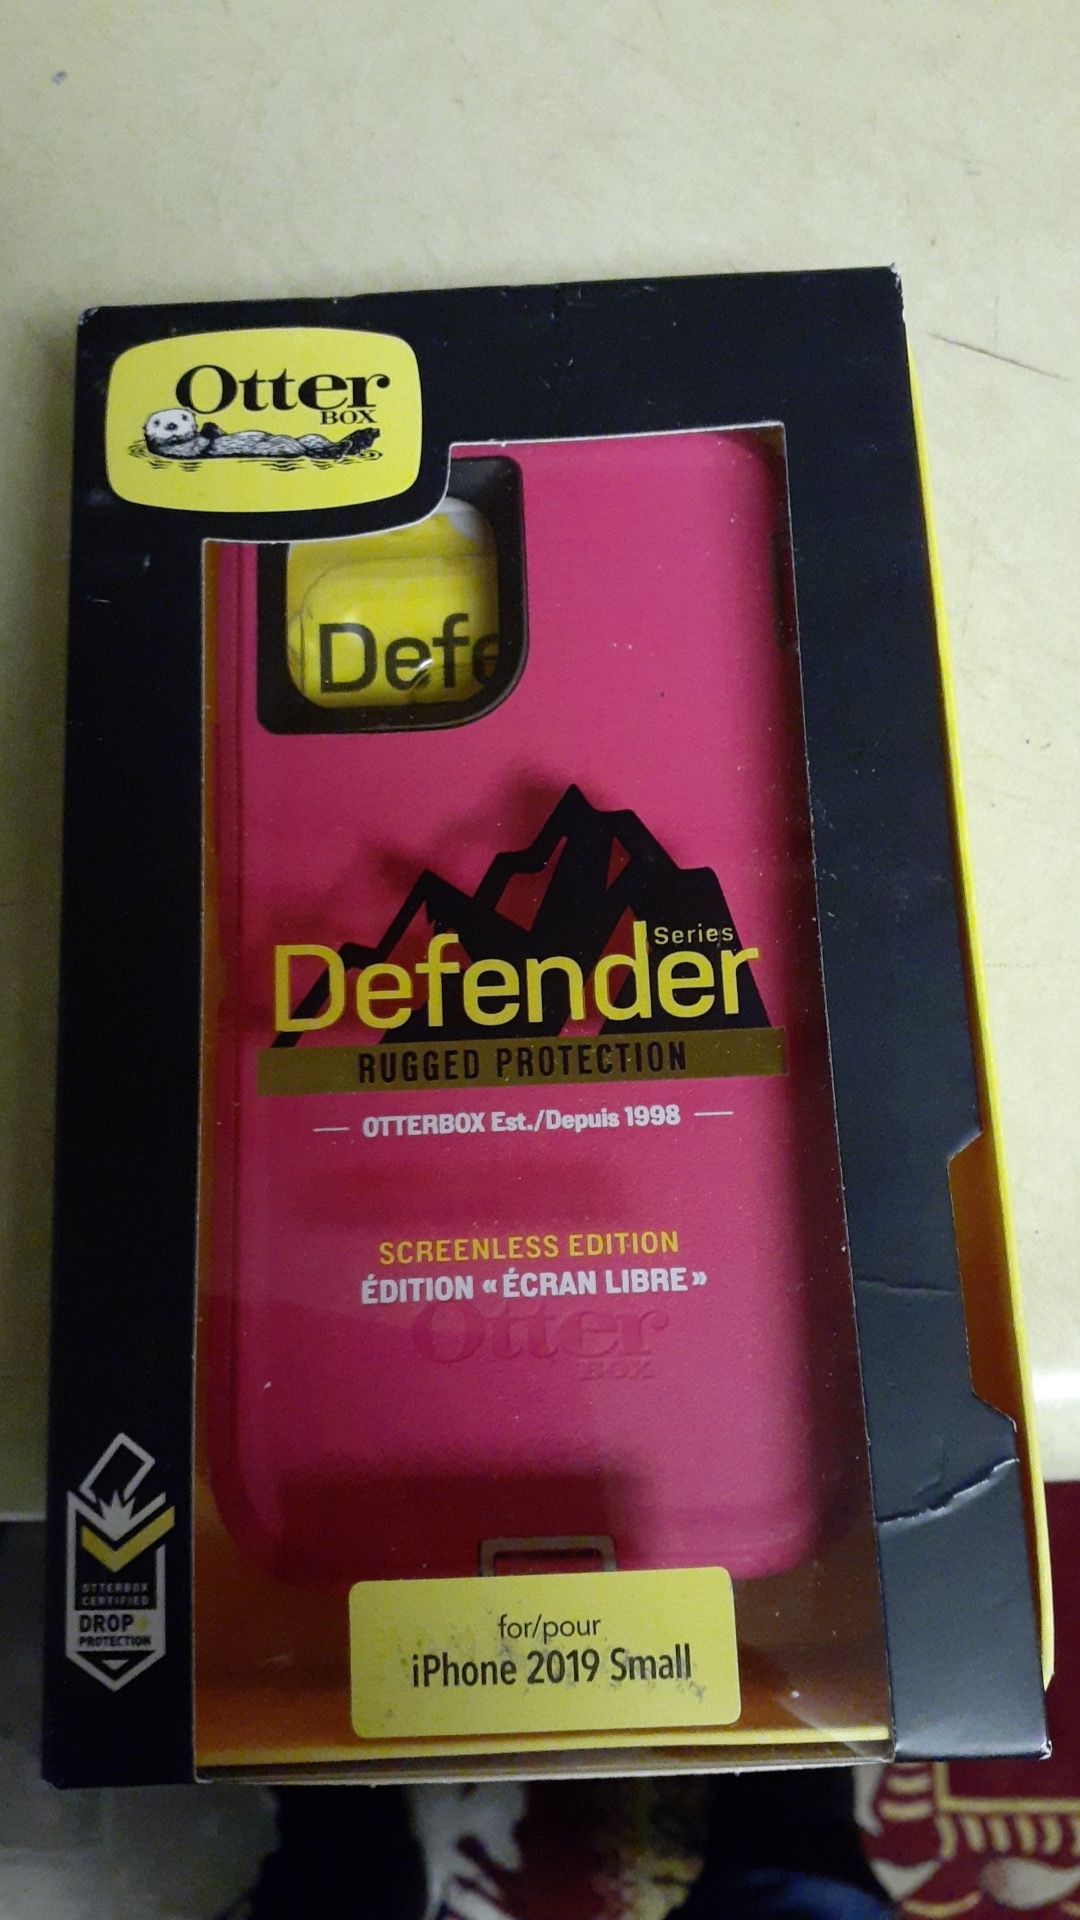 Otter
BOX
Defe
Series
Defender
RUGGED PROTECTION
OTTERBOX Est./Depuis 1998
SCREENLESS EDITION
ÉDITION « ÉCRAN LIBRE »
Otter
BOX
OTTERBOX
CERTIFIED
DROP+
PROTECTION
for/pour
iPhone 2019 Small